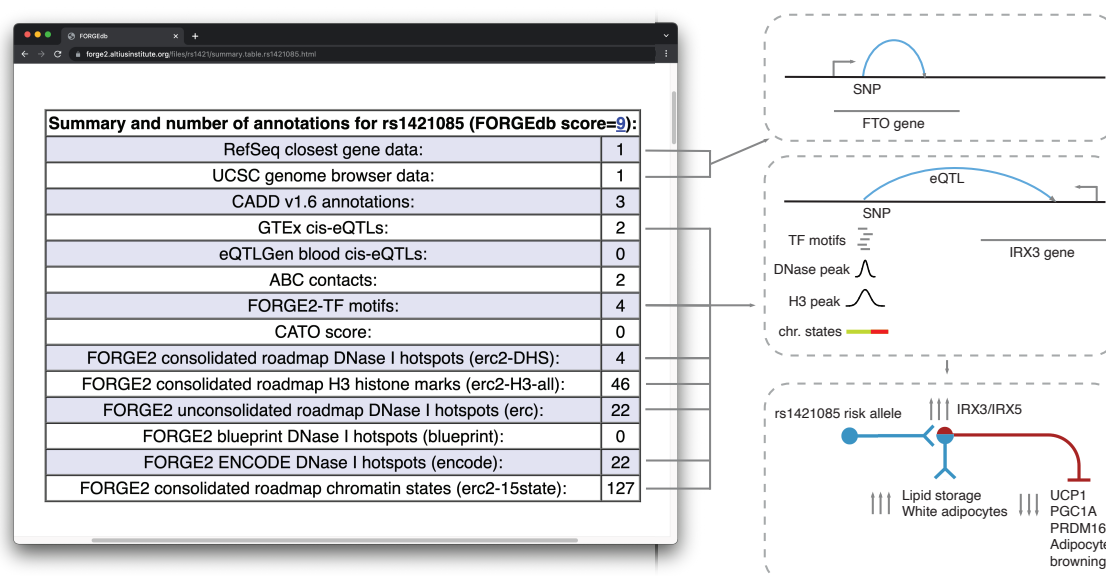 FORGEdb
forge2.altiusinstitute.org/files/rs1421/summary.table.rs1421085.html
Summary and number of annotations for rs1421085 (FORGEdb score=9):
RefSeq closest gene data: 1
UCSC genome browser data: 1
CADD v1.6 annotations: 3
GTEx cis-eQTLs: 2
eQTLGen blood cis-eQTLs: 0
ABC contacts: 2
FORGE2-TF motifs: 4
CATO score: 0
FORGE2 consolidated roadmap DNase I hotspots (erc2-DHS): 4
FORGE2 consolidated roadmap H3 histone marks (erc2-H3-all): 46
FORGE2 unconsolidated roadmap DNase I hotspots (erc): 22
FORGE2 blueprint DNase I hotspots (blueprint): 0
FORGE2 ENCODE DNase I hotspots (encode): 22
FORGE2 consolidated roadmap chromatin states (erc2-15state): 127
SNP
FTO gene
eQTL
SNP
TF motifs
IRX3 gene
DNase peak
H3 peak
chr. states
rs1421085 risk allele
IRX3/IRX5
Lipid storage
White adipocytes
UCP1
PGC1A
PRDM16
Adipocyte
browning